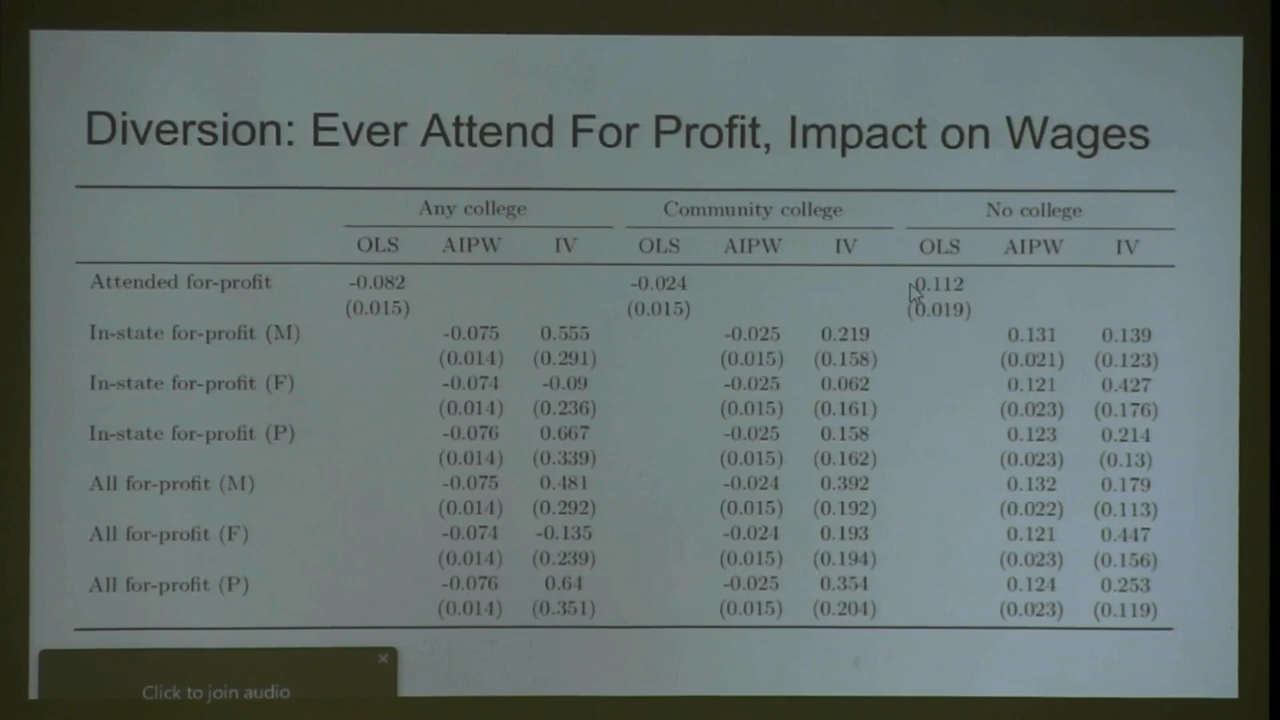 Diversion: Ever Attend For Profit, Impact on Wages
Any college Community college No college
OLS AIPW IV OLS AIPW IV OLS AIPW IV
Attended for-profit -0.082 -0.024 0.112
(0.015) (0.015) (0.019)
In-state for-profit (M) -0.075 0.555 -0.025 0.219 0.131 0.139
(0.014) (0.291) (0.015) (0.158) (0.021) (0.123)
In-state for-profit (F) -0.074 -0.09 -0.025 0.062 0.121 0.427
(0.014) (0.236) (0.015) (0.161) (0.023) (0.176)
In-state for-profit (P) -0.076 0.667 -0.025 0.158 0.123 0.214
(0.014) (0.339) (0.015) (0.162) (0.023) (0.13)
All for-profit (M) -0.075 0.481 -0.024 0.392 0.132 0.179
(0.014) (0.292) (0.015) (0.192) (0.022) (0.113)
All for-profit (F) -0.074 -0.135 -0.024 0.193 0.121 0.447
(0.014) (0.239) (0.015) (0.194) (0.023) (0.156)
All for-profit (P) -0.076 0.64 -0.025 0.354 0.124 0.253
(0.014) (0.351) (0.015) (0.204) (0.023) (0.119)
Click to join audio